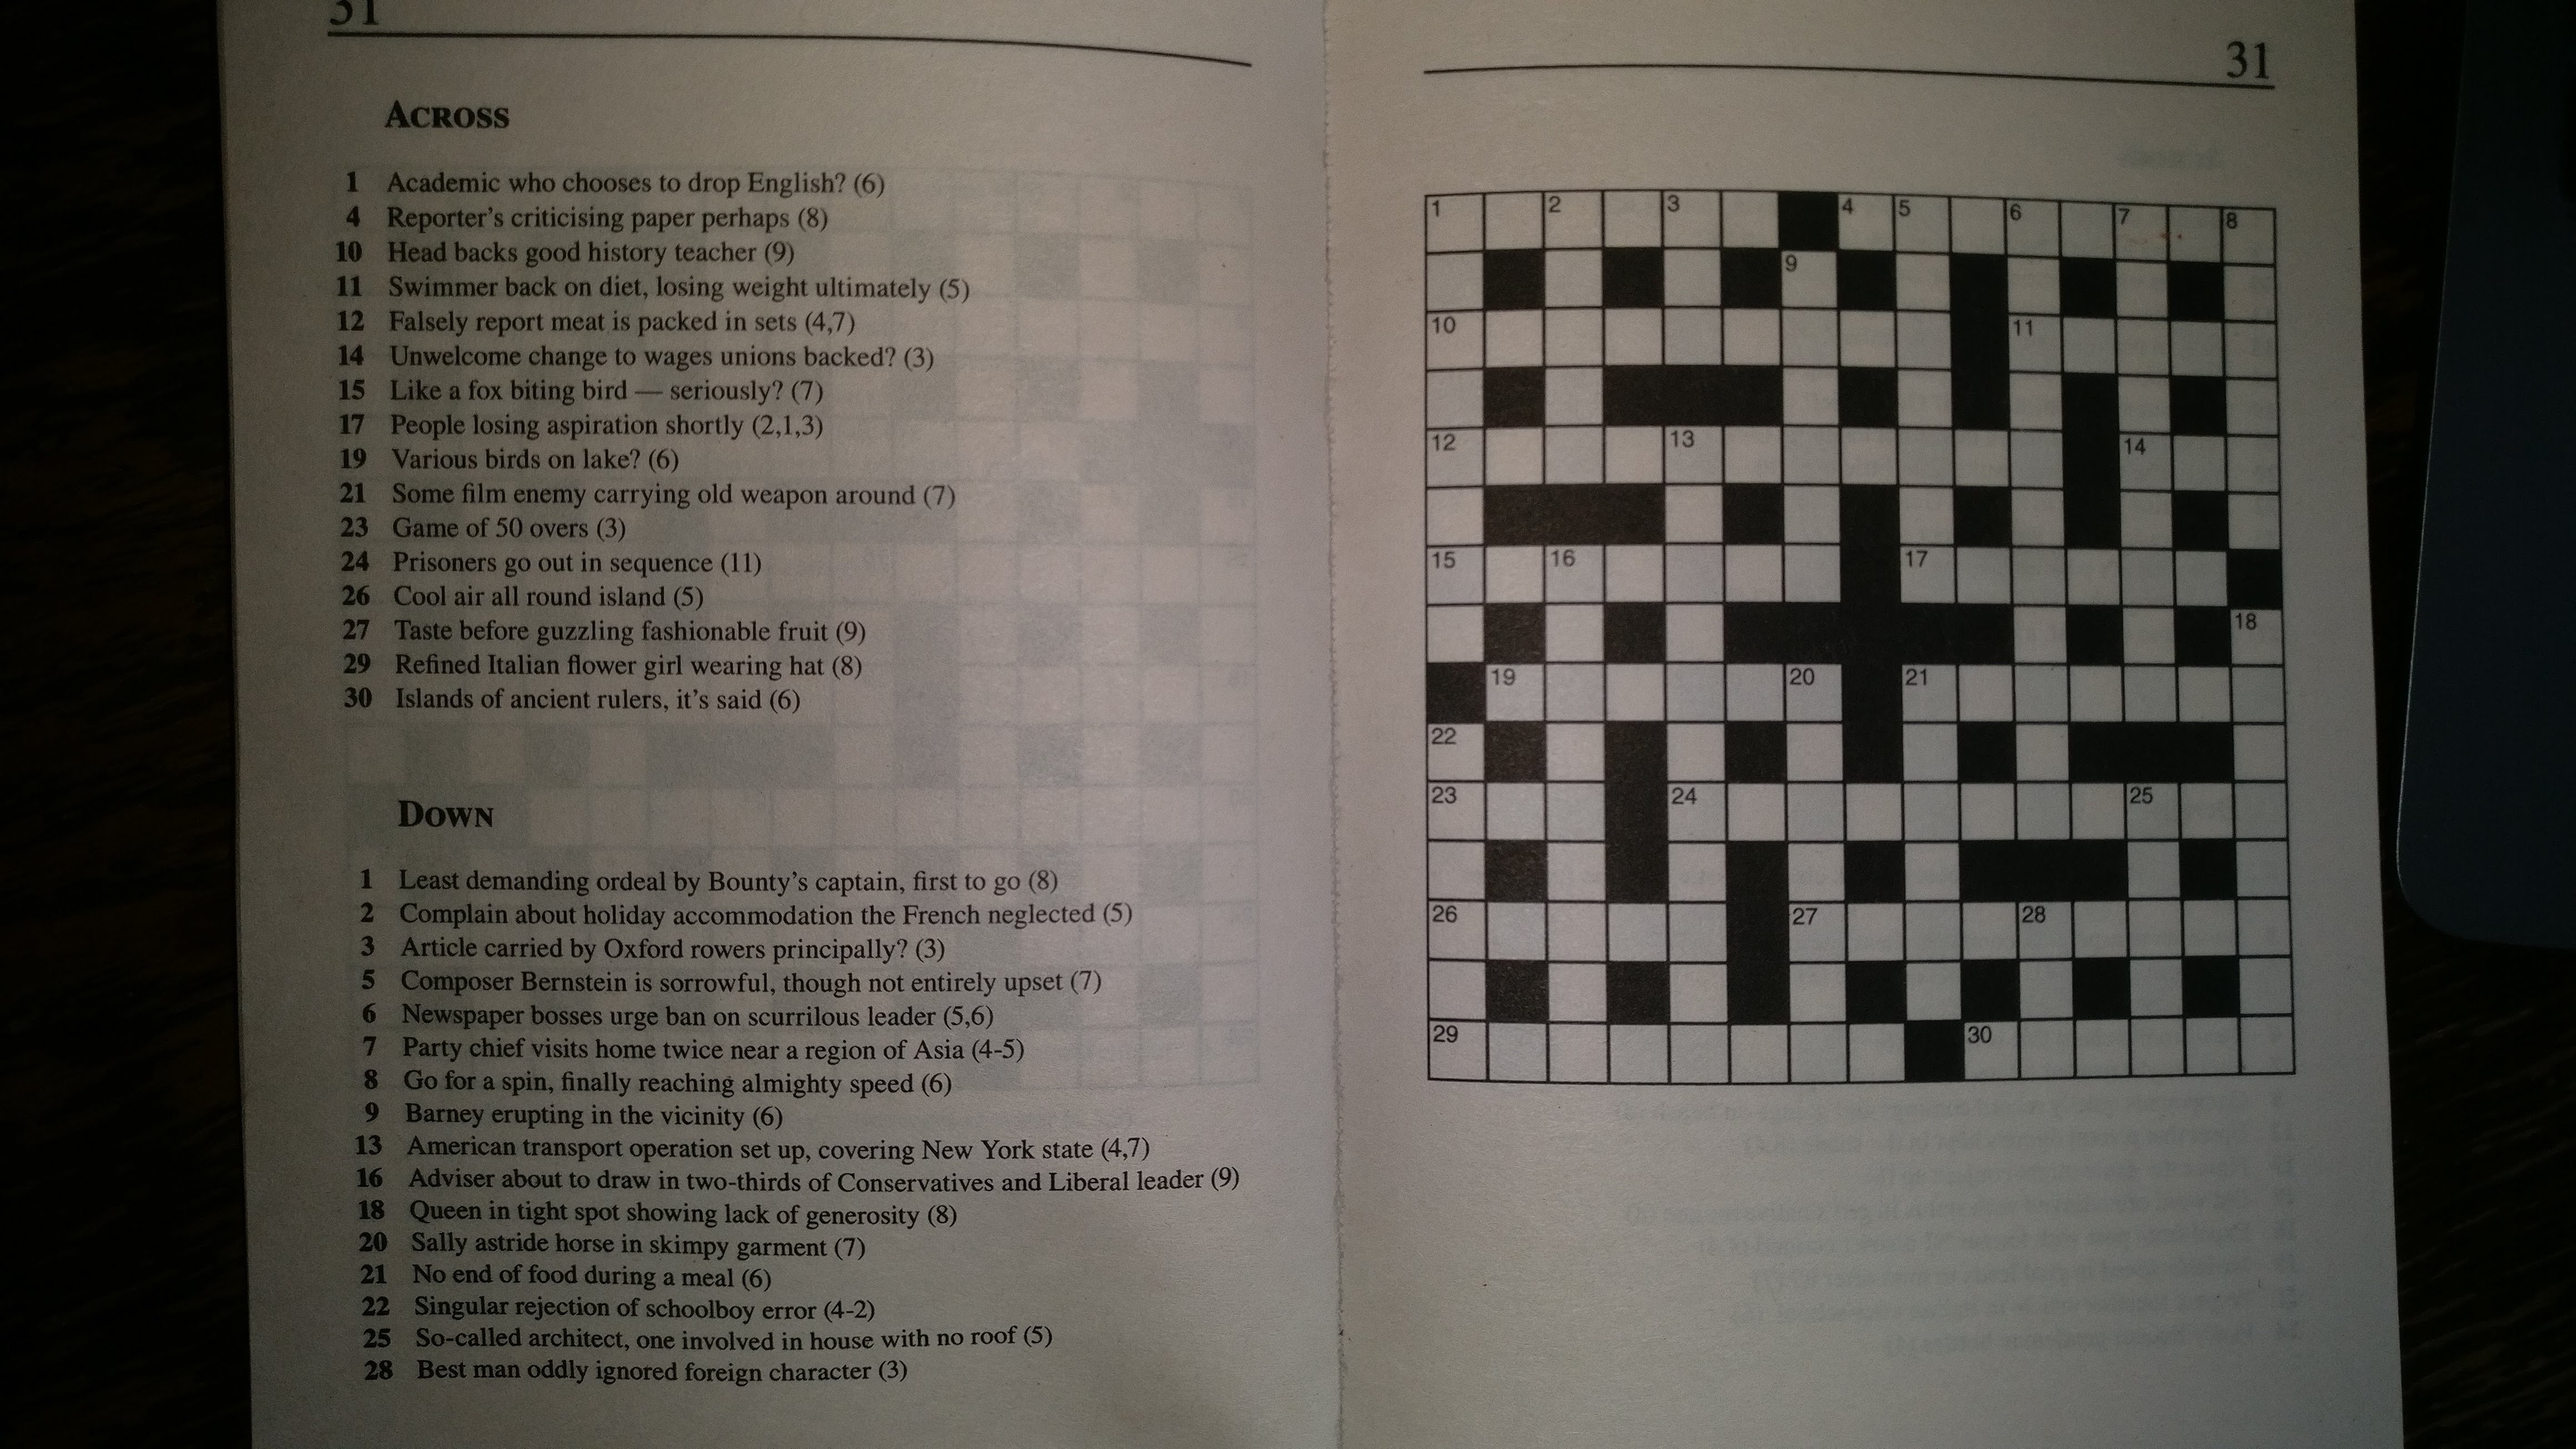 31
ACROSS
1 Academic who chooses to drop English? (6)
4 Reporter's criticising paper perhaps (8)
10 Head backs good history teacher (9)
11 Swimmer back on diet, losing weight ultimately (5)
12 Falsely report meat is packed in sets (4,7)
14 Unwelcome change to wages unions backed? (3)
15 Like a fox biting bird — seriously? (7)
17 People losing aspiration shortly (2,1,3)
19 Various birds on lake? (6)
21 Some film enemy carrying old weapon around (7)
23 Game of 50 overs (3)
24 Prisoners go out in sequence (11)
26 Cool air all round island (5)
27 Taste before guzzling fashionable fruit (9)
29 Refined Italian flower girl wearing hat (8)
30 Islands of ancient rulers, it's said (6)
DOWN
1 Least demanding ordeal by Bounty's captain, first to go (8)
2 Complain about holiday accommodation the French neglected (5)
3 Article carried by Oxford rowers principally? (3)
5 Composer Bernstein is sorrowful, though not entirely upset (7)
6 Newspaper bosses urge ban on scurrilous leader (5,6)
7 Party chief visits home twice near a region of Asia (4-5)
8 Go for a spin, finally reaching almighty speed (6)
9 Barney erupting in the vicinity (6)
13 American transport operation set up, covering New York state (4,7)
16 Adviser about to draw in two-thirds of Conservatives and Liberal leader (9)
18 Queen in tight spot showing lack of generosity (8)
20 Sally astride horse in skimpy garment (7)
21 No end of food during a meal (6)
22 Singular rejection of schoolboy error (4-2)
25 So-called architect, one involved in house with no roof (5)
28 Best man oddly ignored foreign character (3)
31
1 2 3 4 5 6 7 8
9
10 11
12 13 14
15 16 17
18
19 20 21
22
23 24 25
26 27 28
29 30